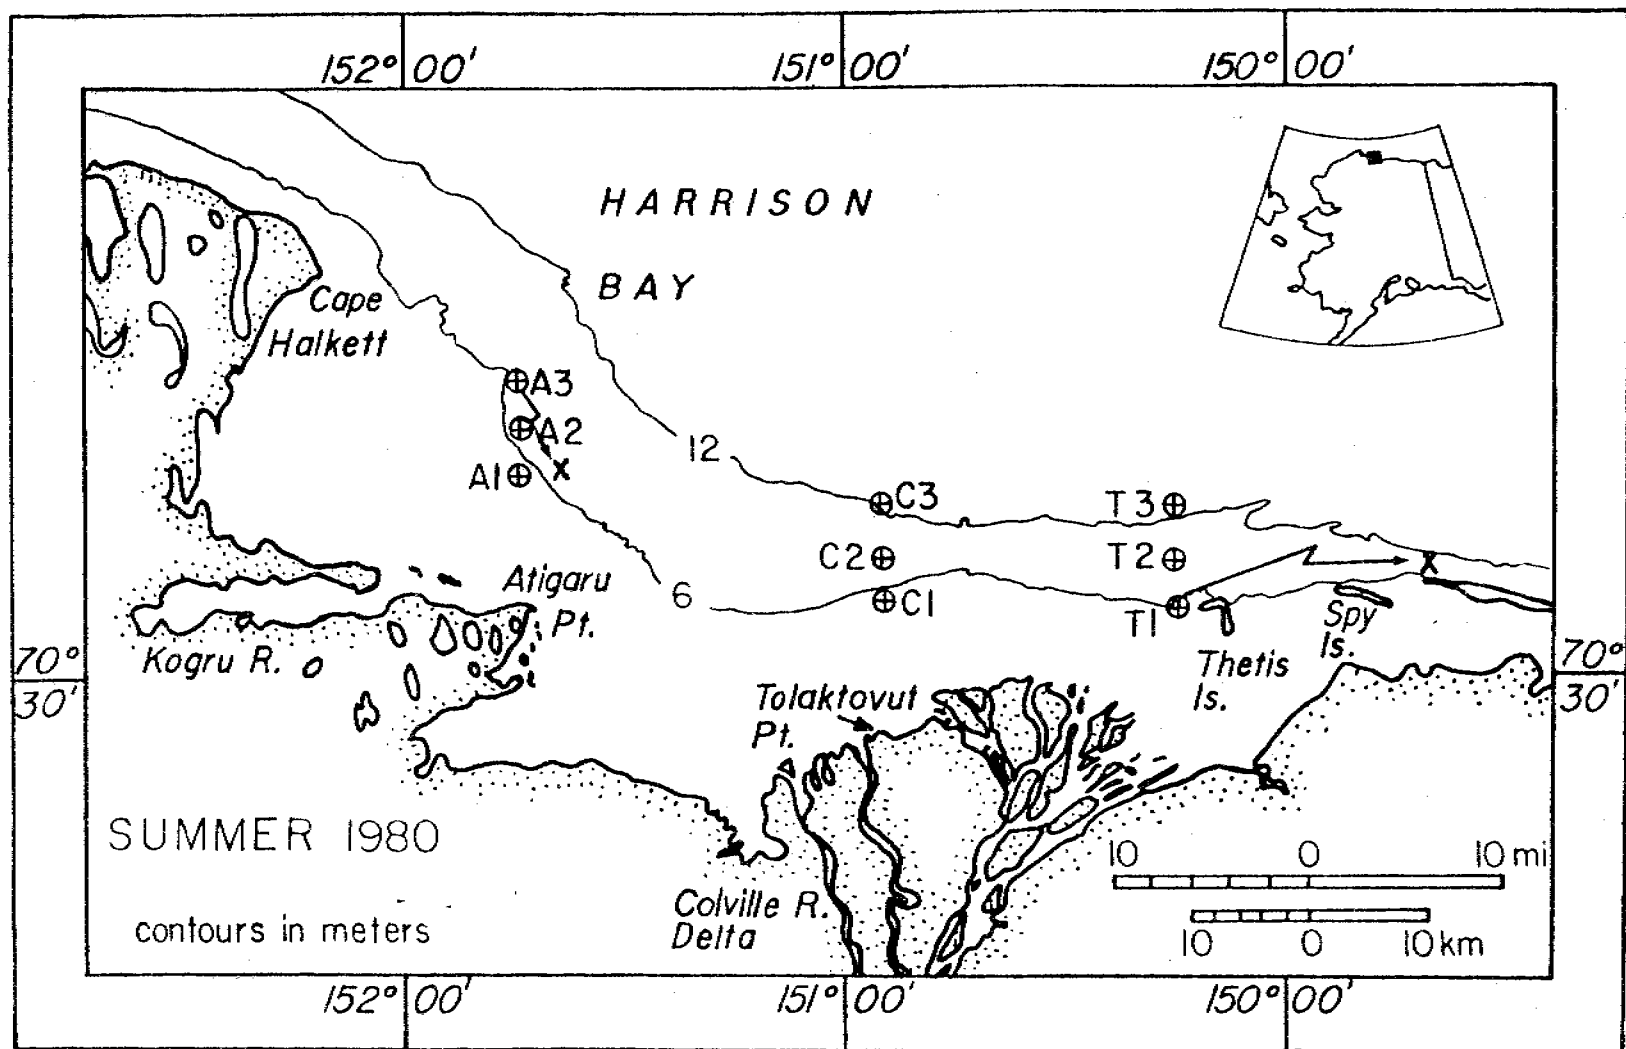 152°00'
151°00'
150°00'
HARRISON
BAY
Cape
Halkett
A3
A2
A1
X
12
C3
T3
C2
T2
X
6
C1
T1
Atigaru
Pt.
Kogru R.
Spy
Is.
Thetis
Is.
70°
30'
70°
30'
Tolaktovut
Pt.
SUMMER 1980
contours in meters
Colville R.
Delta
10 0 10 mi
10 0 10 km
152°00'
151°00'
150°00'